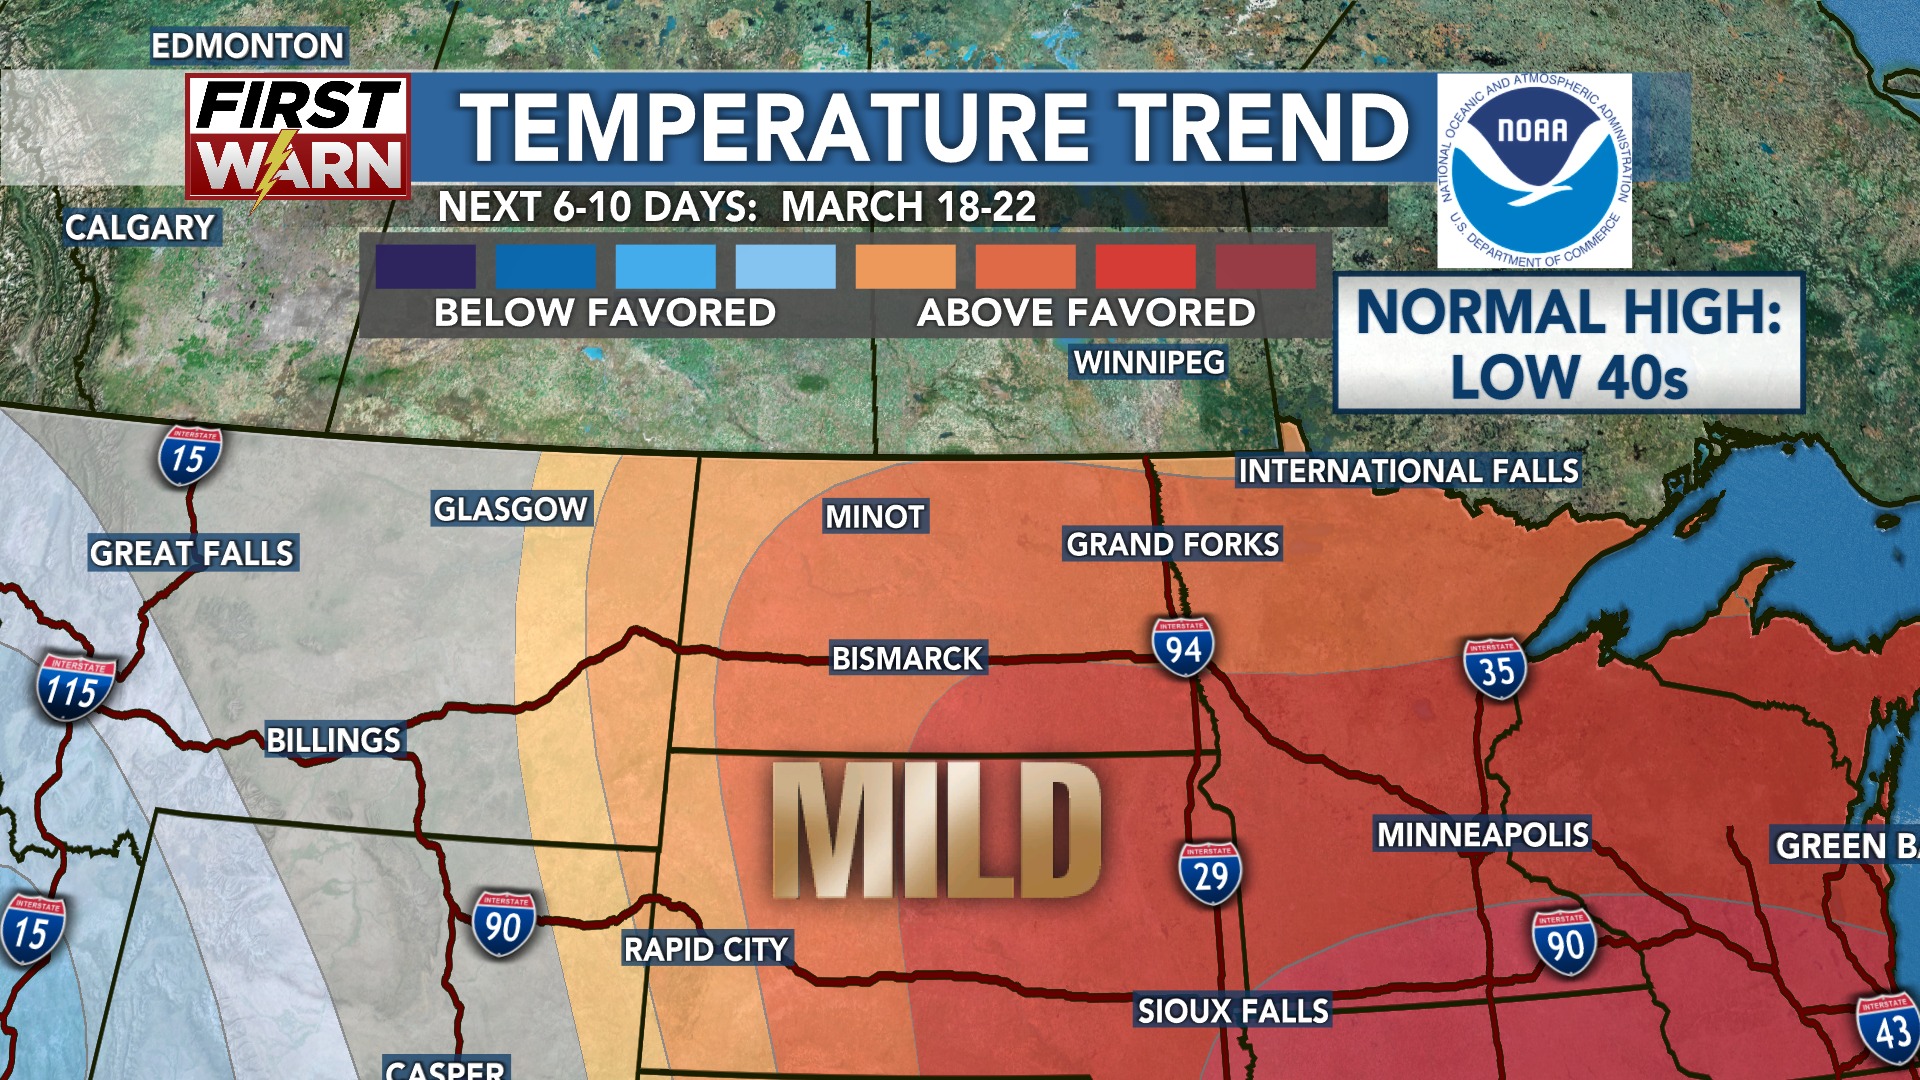 EDMONTON
FIRST
WARN
TEMPERATURE TREND
NATIONAL OCEANIC AND ATMOSPHERIC ADMINISTRATION
NOAA
U.S. DEPARTMENT OF COMMERCE
NEXT 6-10 DAYS: MARCH 18-22
CALGARY
BELOW FAVORED
ABOVE FAVORED
NORMAL HIGH:
LOW 40s
WINNIPEG
INTERSTATE
15
INTERNATIONAL FALLS
GLASGOW
MINOT
GREAT FALLS
GRAND FORKS
INTERSTATE
94
BISMARCK
INTERSTATE
35
INTERSTATE
115
BILLINGS
MILD
MINNEAPOLIS
GREEN BA
INTERSTATE
29
INTERSTATE
15
INTERSTATE
90
INTERSTATE
90
RAPID CITY
SIOUX FALLS
INTERSTATE
43
CASPER